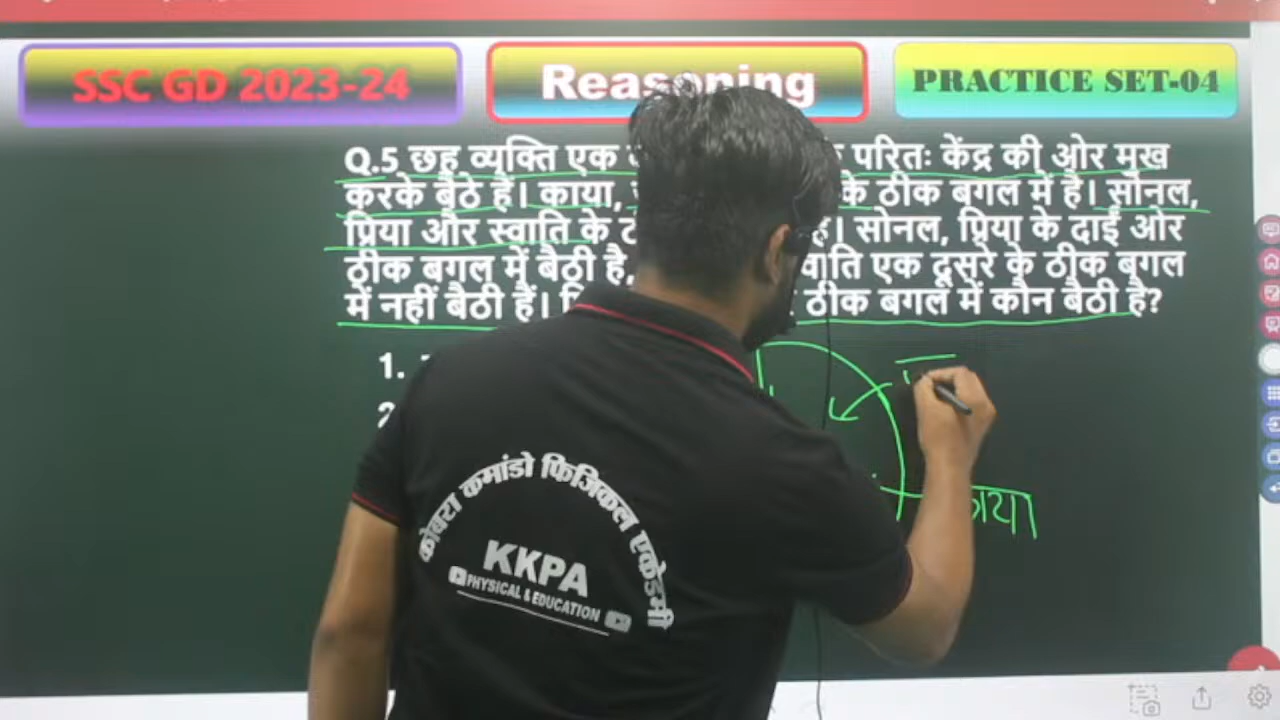 SSC GD 2023-24
Reasoning
PRACTICE SET-04
Q.5 छह व्यक्ति एक परितः केंद्र की ओर मुख
करके बैठे हैं। काया, के ठीक बगल में है। सोनल,
प्रिया और स्वाति के है। सोनल, प्रिया के दाईं ओर
ठीक बगल में बैठी है, एक दूसरे के ठीक बगल
में नहीं बैठी हैं। ठीक बगल में कौन बैठी है?
1.
2
कोबरा कमांडो फिजिकल एकेडमी
KKPA
PHYSICAL & EDUCATION